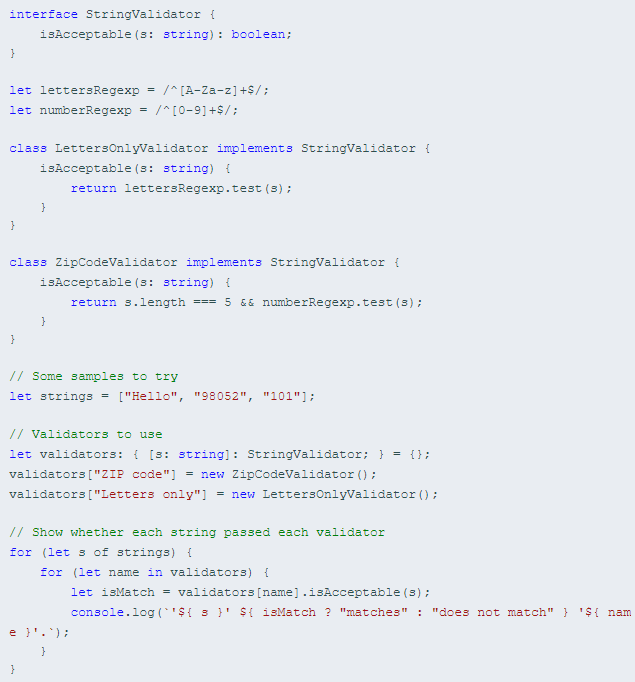 interface StringValidator {
    isAcceptable(s: string): boolean;
}

let lettersRegexp = /^[A-Za-z]+$/;
let numberRegexp = /^[0-9]+$/;

class LettersOnlyValidator implements StringValidator {
    isAcceptable(s: string) {
        return lettersRegexp.test(s);
    }
}

class ZipCodeValidator implements StringValidator {
    isAcceptable(s: string) {
        return s.length === 5 && numberRegexp.test(s);
    }
}

// Some samples to try
let strings = ["Hello", "98052", "101"];

// Validators to use
let validators: { [s: string]: StringValidator; } = {};
validators["ZIP code"] = new ZipCodeValidator();
validators["Letters only"] = new LettersOnlyValidator();

// Show whether each string passed each validator
for (let s of strings) {
    for (let name in validators) {
        let isMatch = validators[name].isAcceptable(s);
        console.log(`'${ s }' ${ isMatch ? "matches" : "does not match" } '${ nam
e }'.`);
    }
}